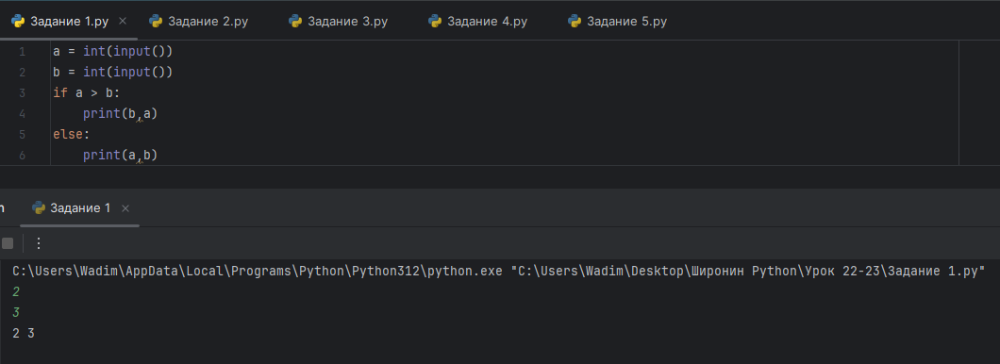 Задание 1.py × Задание 2.py Задание 3.py Задание 4.py Задание 5.py
1 a = int(input())
2 b = int(input())
3 if a > b:
4     print(b,a)
5 else:
6     print(a,b)
n Задание 1 ×
C:\Users\Wadim\AppData\Local\Programs\Python\Python312\python.exe "C:\Users\Wadim\Desktop\Широнин Python\Урок 22-23\Задание 1.py"
2
3
2 3